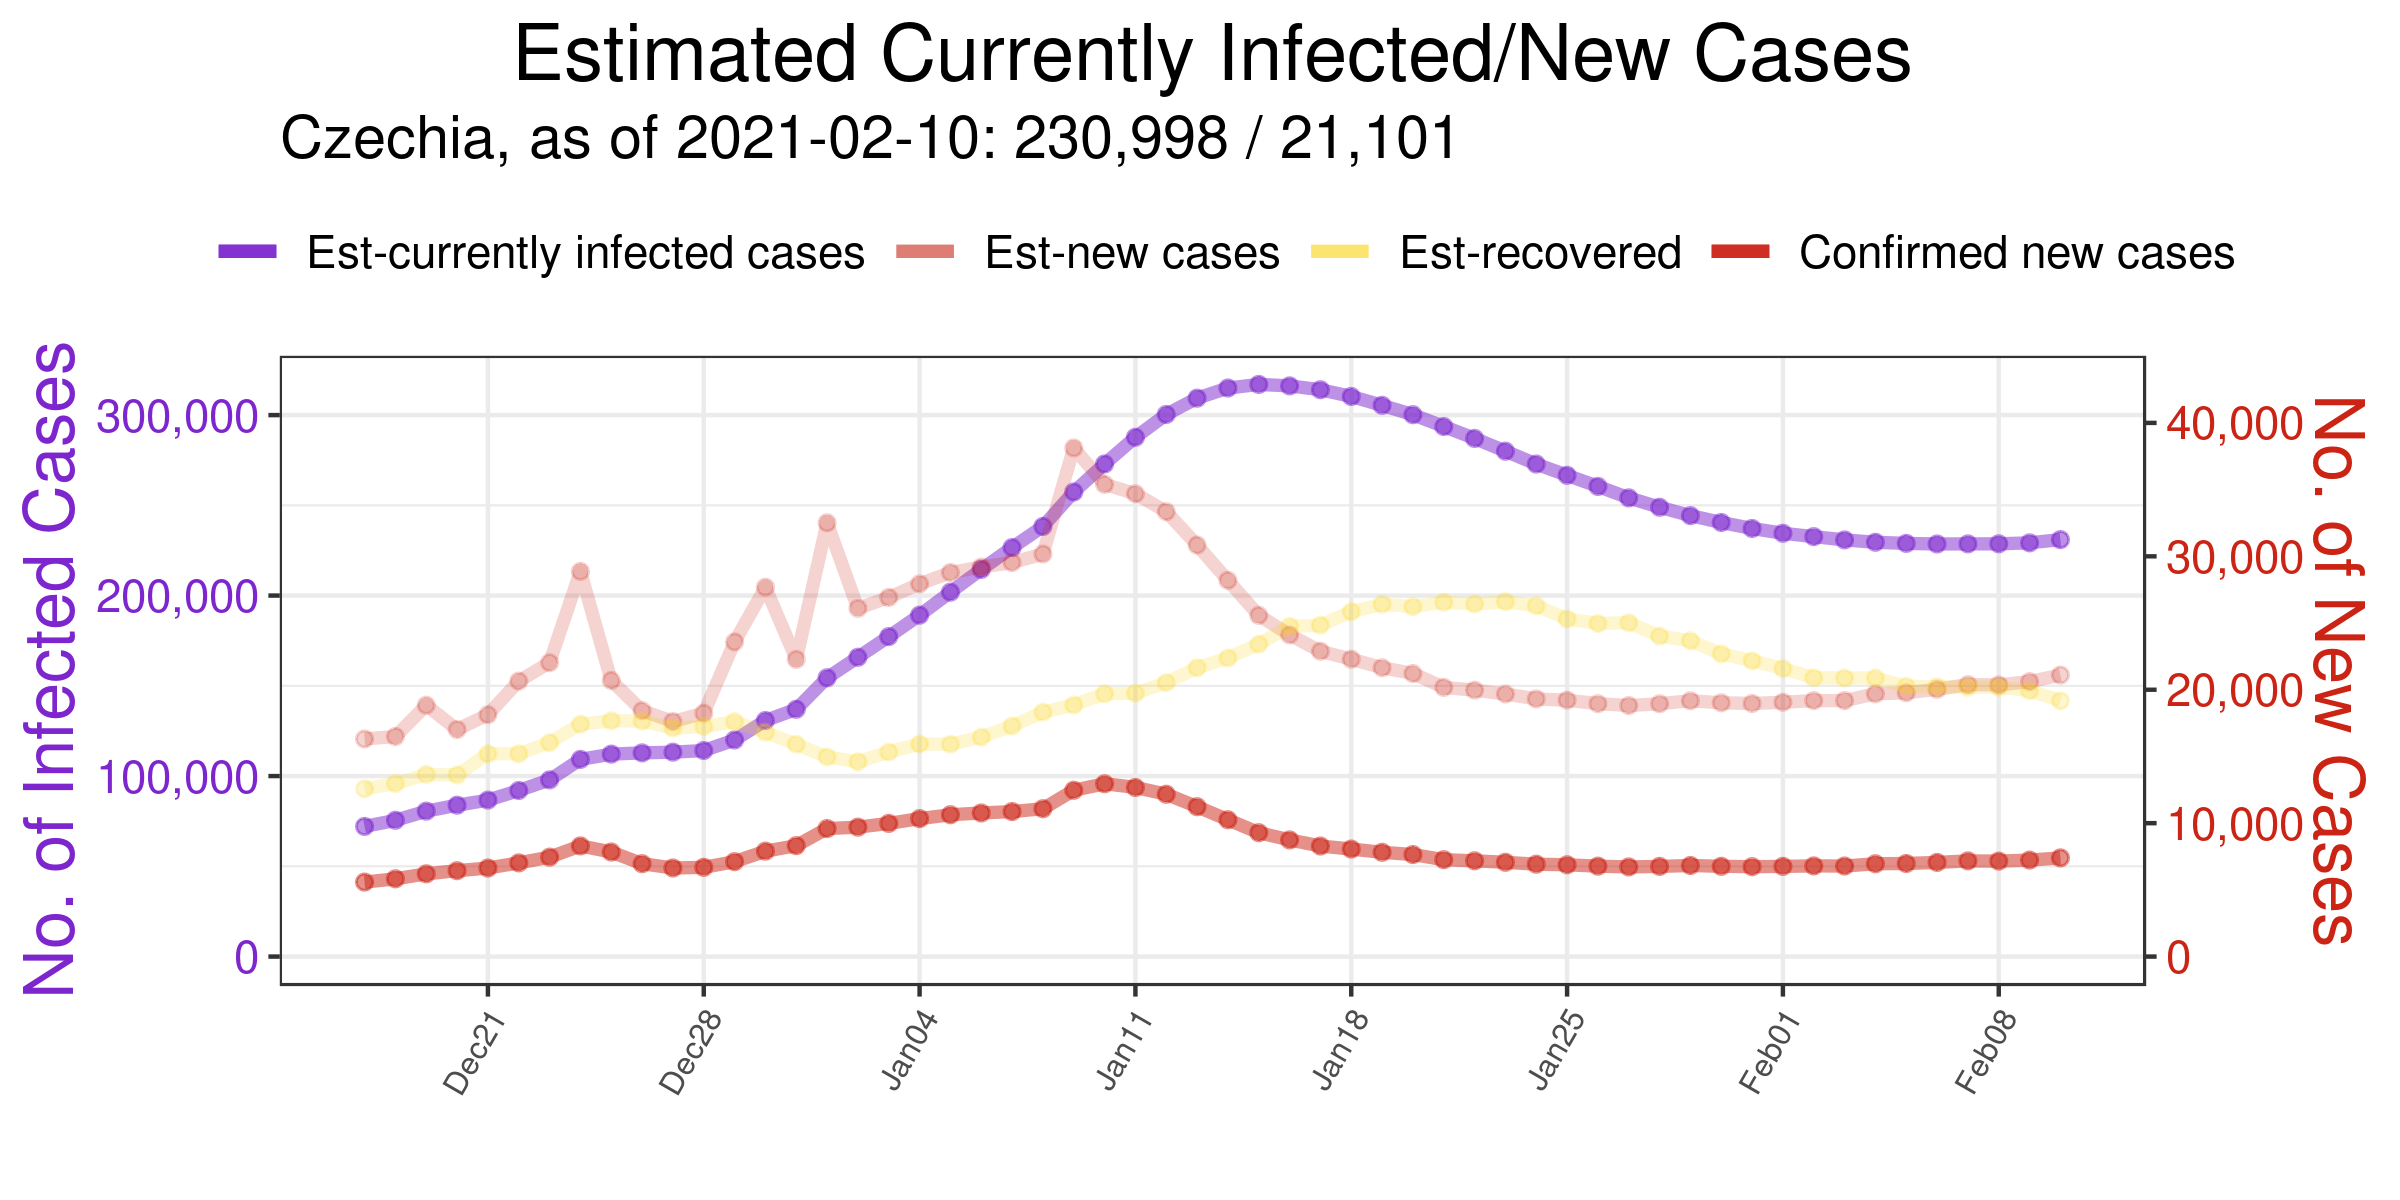 Estimated Currently Infected/New Cases
Czechia, as of 2021-02-10: 230,998 / 21,101
Est-currently infected cases Est-new cases Est-recovered Confirmed new cases
No. of Infected Cases
300,000
200,000
100,000
0
40,000
30,000
20,000
10,000
0
No. of New Cases
Dec21 Dec28 Jan04 Jan11 Jan18 Jan25 Feb01 Feb08